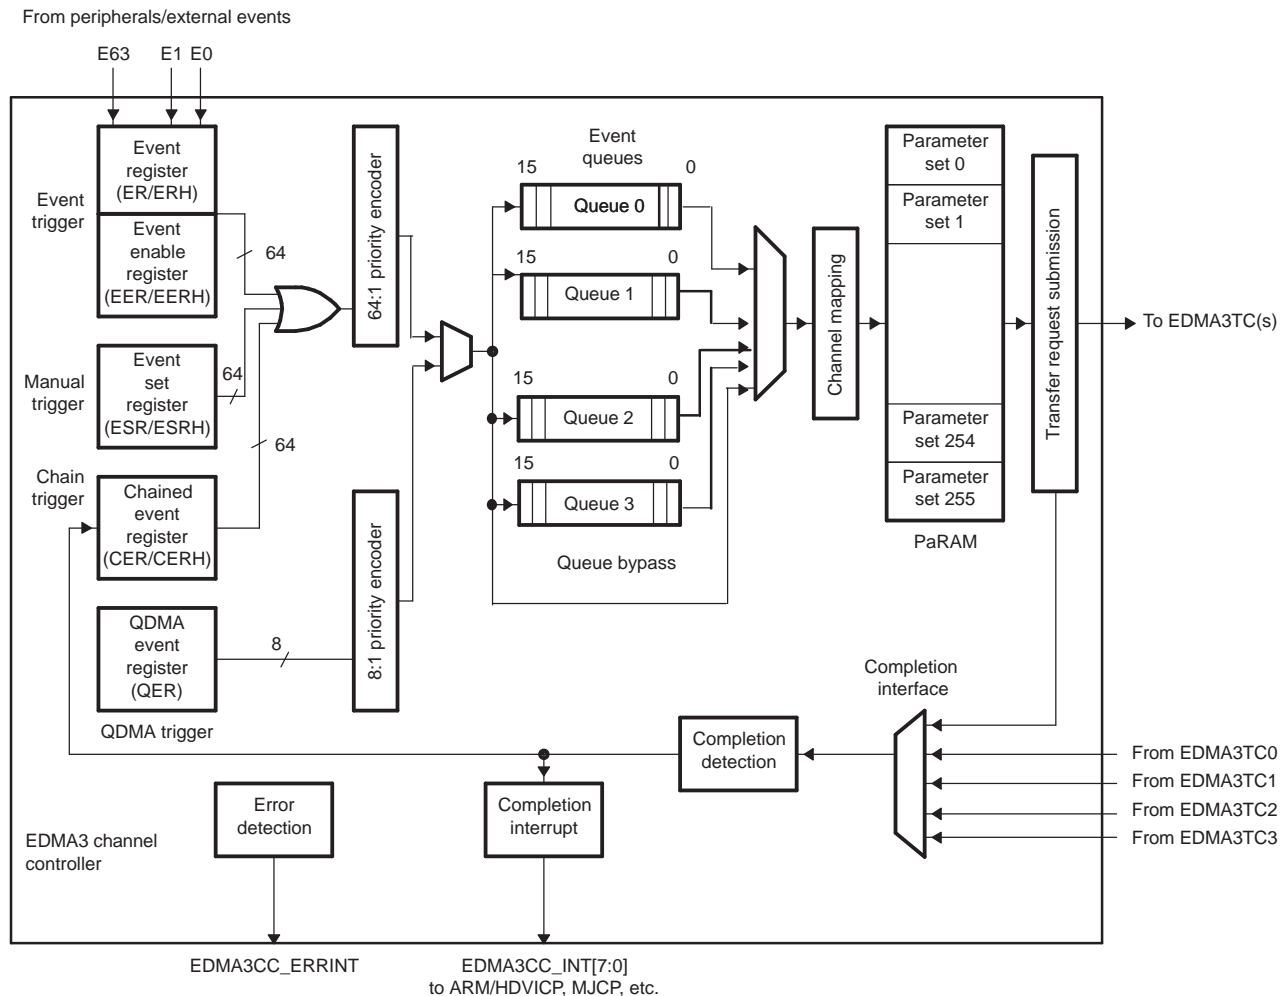 From peripherals/external events
E63
E1
E0
Event
register
(ER/ERH)
Event
trigger
Event
enable
register
(EER/EERH)
64
Manual
trigger
Event
set
register
(ESR/ESRH)
64
64
Chain
trigger
Chained
event
register
(CER/CERH)
QDMA
event
register
(QER)
8
QDMA trigger
64:1 priority encoder
8:1 priority encoder
Event
queues
15
0
Queue 0
15
0
Queue 1
15
0
Queue 2
15
0
Queue 3
Queue bypass
Channel mapping
Parameter
set 0
Parameter
set 1
Parameter
set 254
Parameter
set 255
PaRAM
Transfer request submission
To EDMA3TC(s)
Completion
interface
From EDMA3TC0
From EDMA3TC1
From EDMA3TC2
From EDMA3TC3
Completion
detection
Completion
interrupt
Error
detection
EDMA3 channel
controller
EDMA3CC_ERRINT
EDMA3CC_INT[7:0]
to ARM/HDVICP, MJCP, etc.